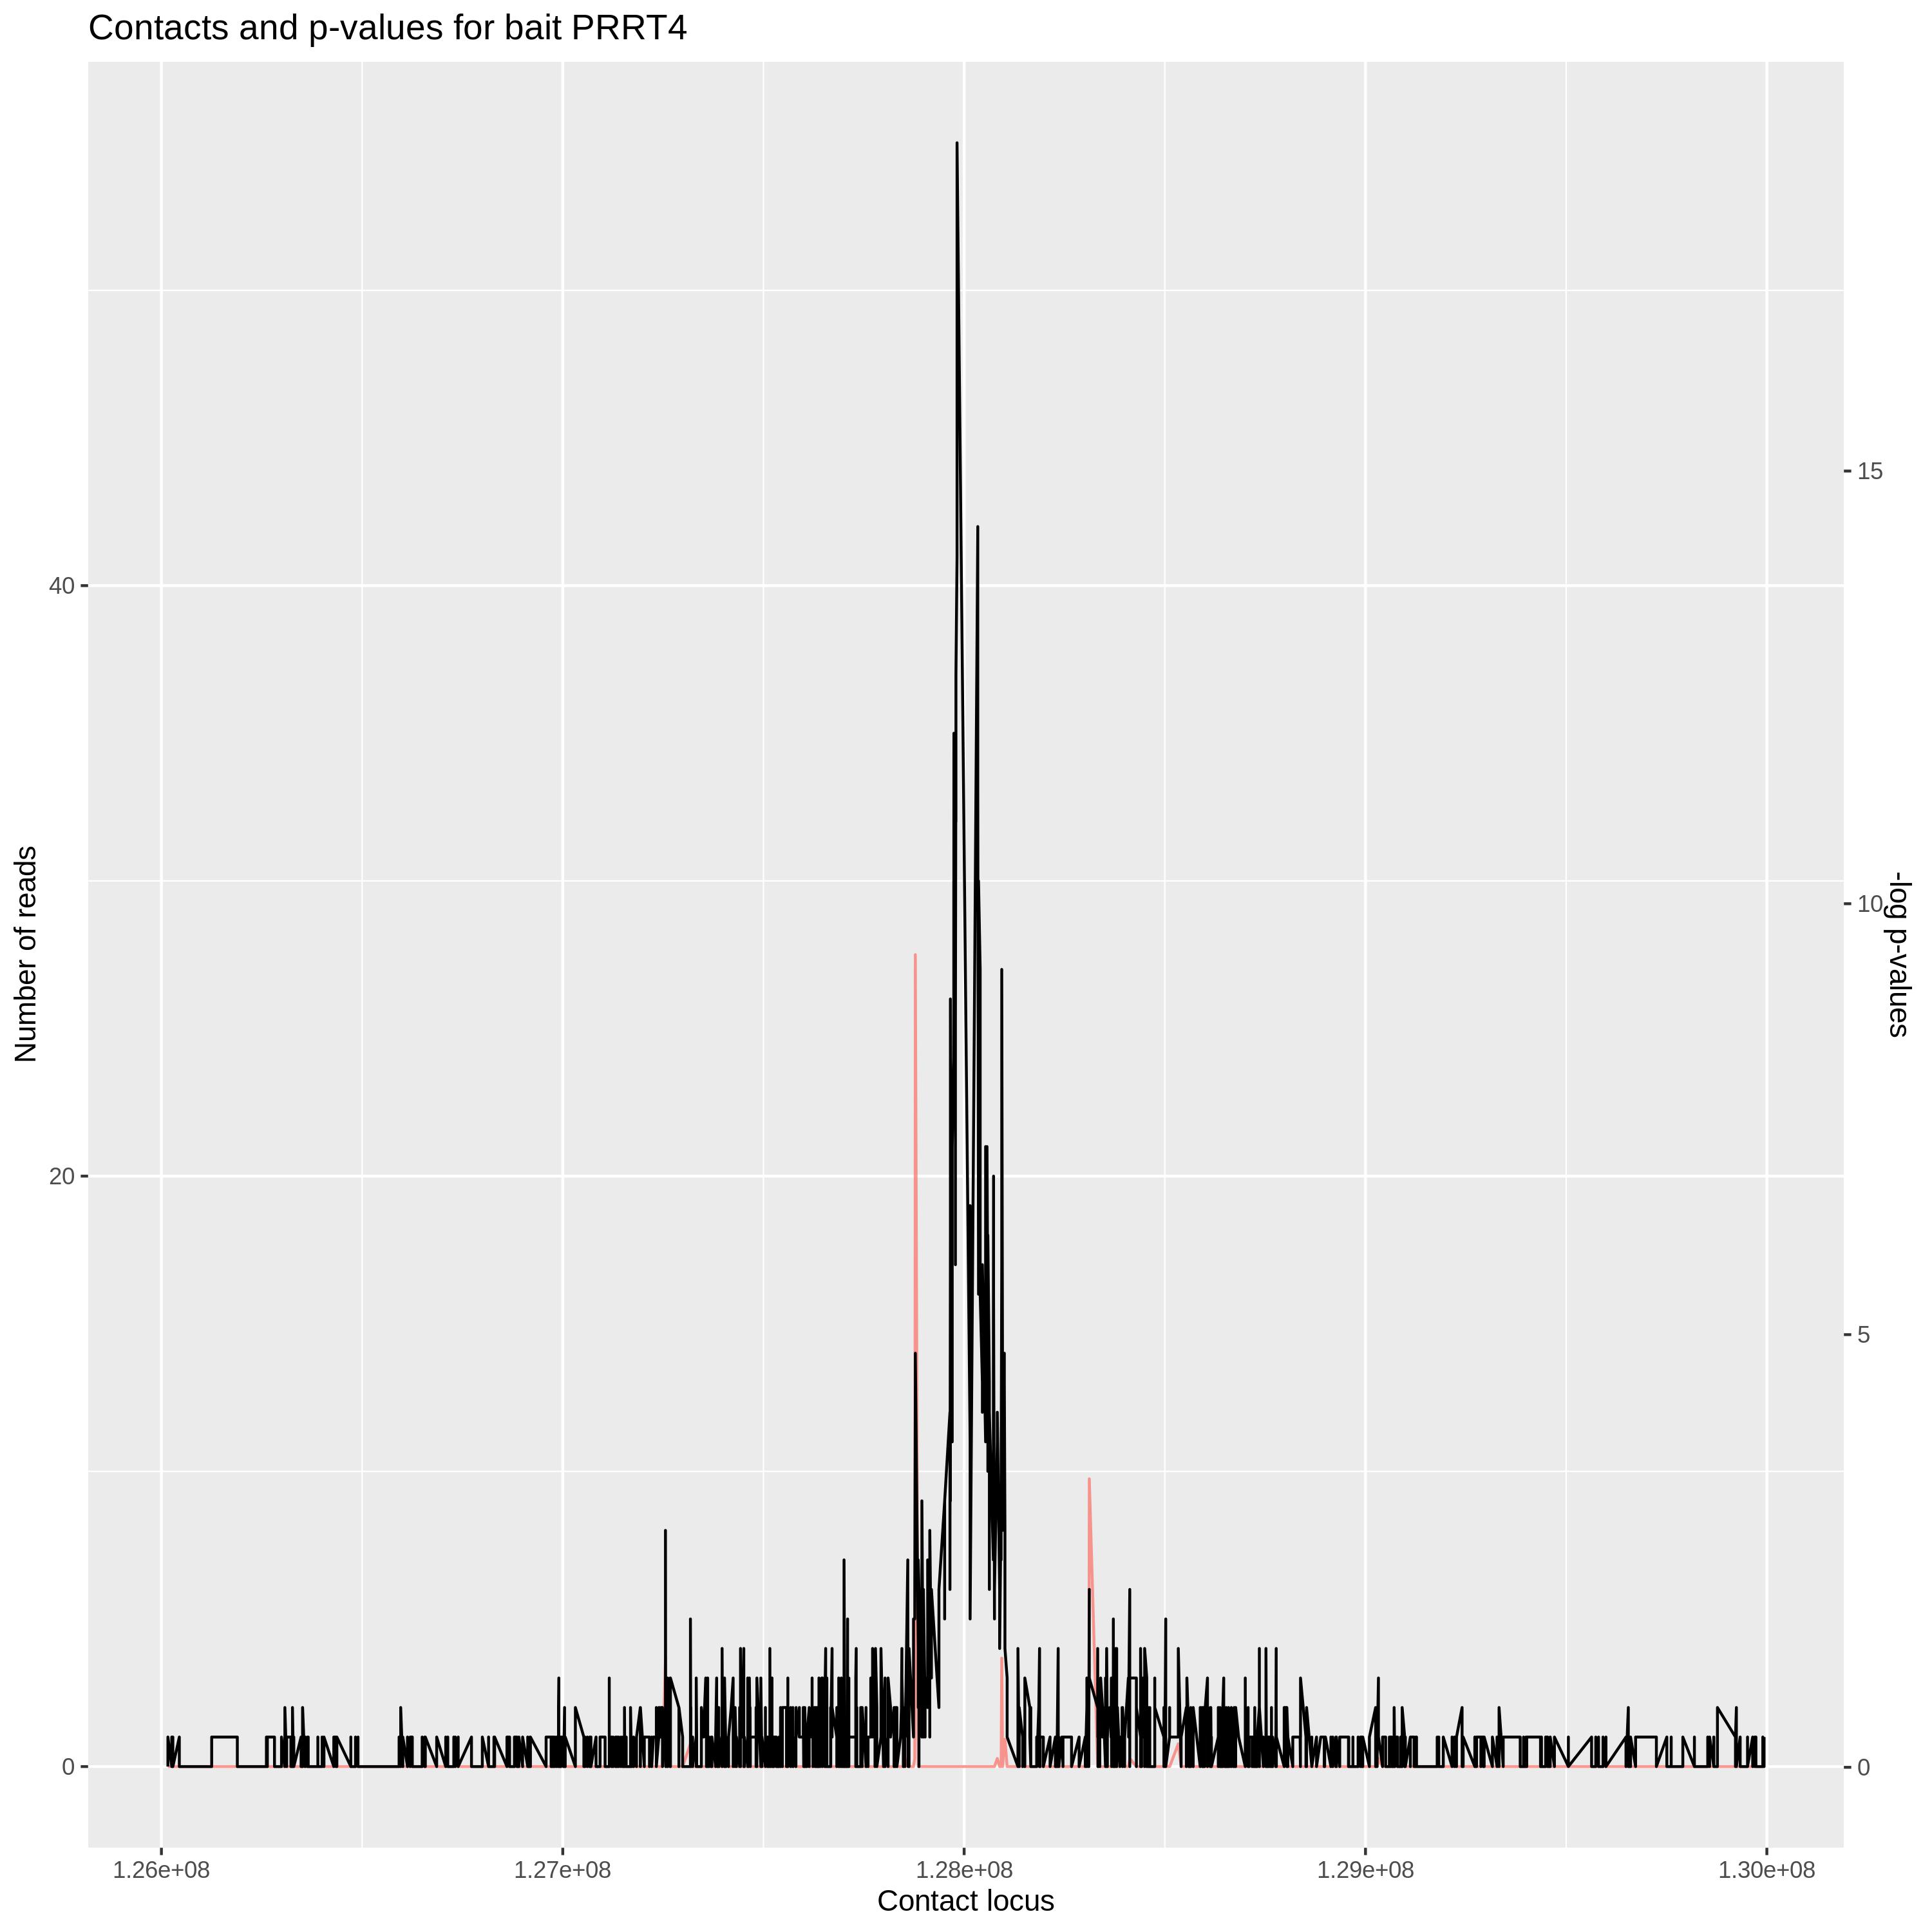 Contacts and p-values for bait PRRT4
Number of reads
40
20
0
15
10
5
0
-log p-values
1.26e+08
1.27e+08
1.28e+08
1.29e+08
1.30e+08
Contact locus